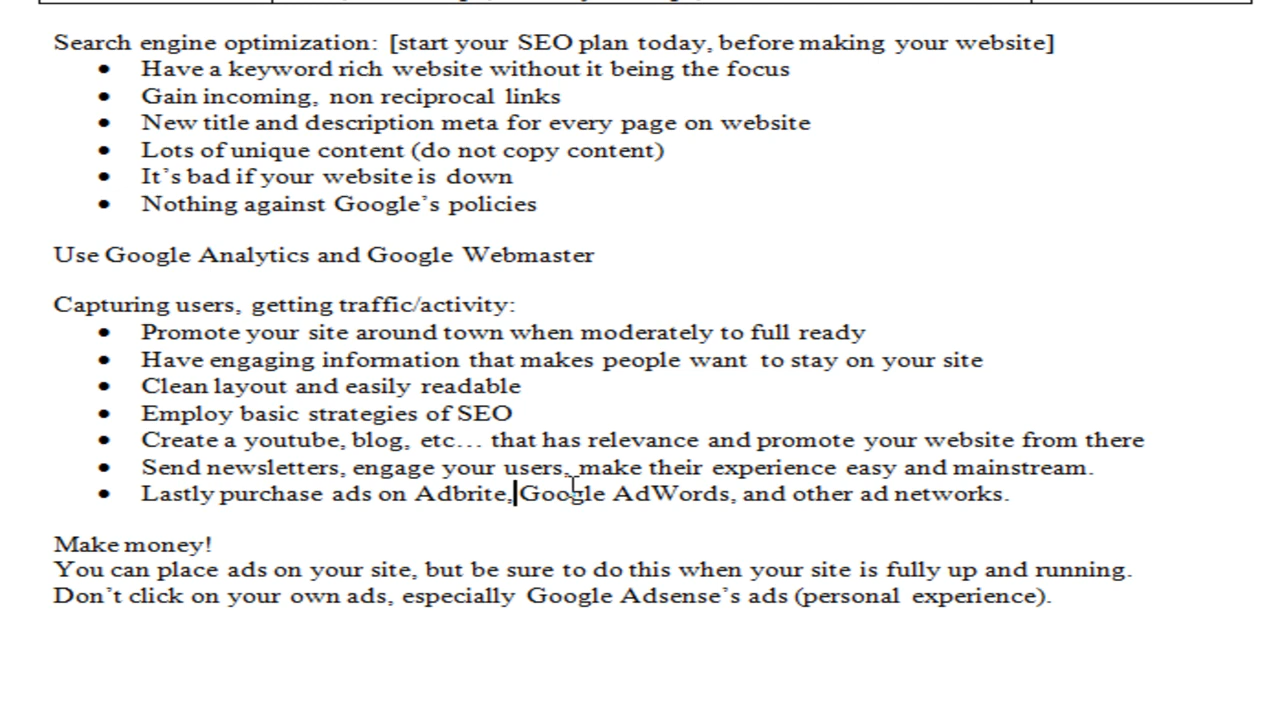 Search engine optimization: [start your SEO plan today, before making your website]
• Have a keyword rich website without it being the focus
• Gain incoming, non reciprocal links
• New title and description meta for every page on website
• Lots of unique content (do not copy content)
• It's bad if your website is down
• Nothing against Google's policies
Use Google Analytics and Google Webmaster
Capturing users, getting traffic/activity:
• Promote your site around town when moderately to full ready
• Have engaging information that makes people want to stay on your site
• Clean layout and easily readable
• Employ basic strategies of SEO
• Create a youtube, blog, etc... that has relevance and promote your website from there
• Send newsletters, engage your users, make their experience easy and mainstream.
• Lastly purchase ads on Adbrite, Google AdWords, and other ad networks.
Make money!
You can place ads on your site, but be sure to do this when your site is fully up and running.
Don't click on your own ads, especially Google Adsense's ads (personal experience).